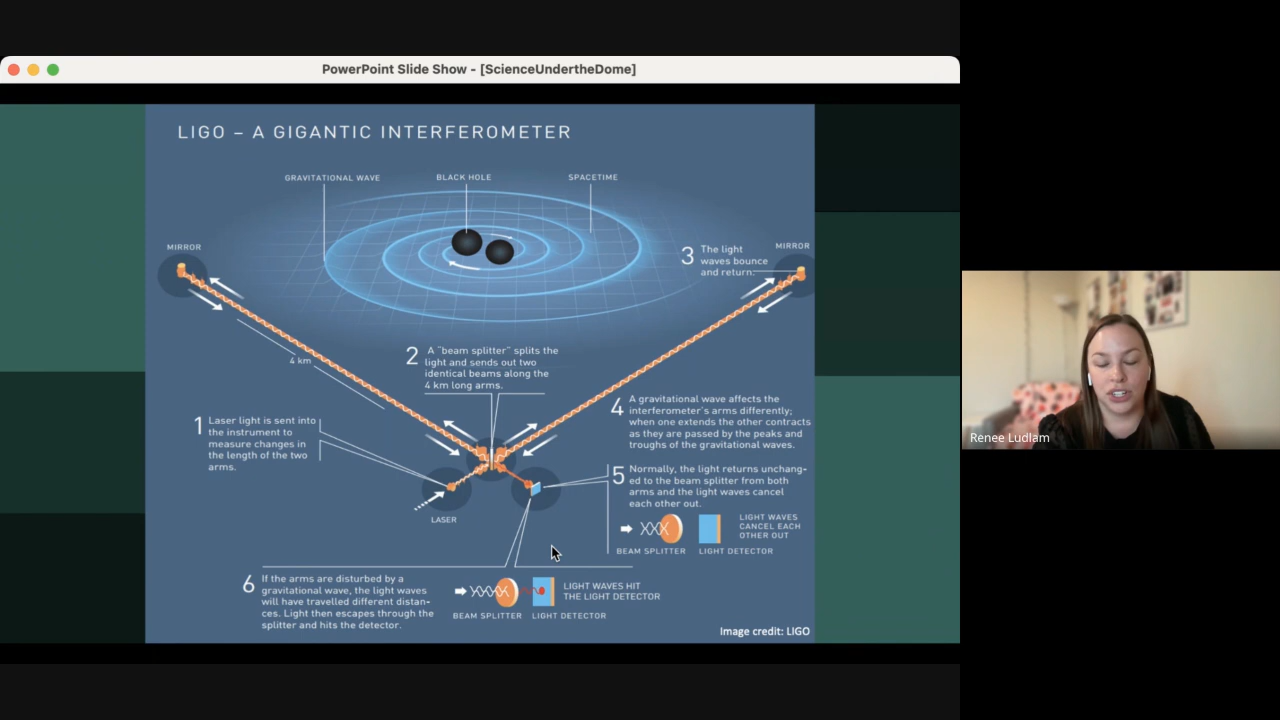 PowerPoint Slide Show - [ScienceUndertheDome]
LIGO – A GIGANTIC INTERFEROMETER
GRAVITATIONAL WAVE
BLACK HOLE
SPACETIME
MIRROR
3 The light
waves bounce
and return.
MIRROR
4 km
2 A "beam splitter" splits the
light and sends out two
identical beams along the
4 km long arms.
1 Laser light is sent into
the instrument to
measure changes in
the length of the two
arms.
4 A gravitational wave affects the
interferometer's arms differently;
when one extends the other contracts
as they are passed by the peaks and
troughs of the gravitational waves.
LASER
5 Normally, the light returns unchang-
ed to the beam splitter from both
arms and the light waves cancel
each other out.
LIGHT WAVES
CANCEL EACH
OTHER OUT
BEAM SPLITTER
LIGHT DETECTOR
6 If the arms are disturbed by a
gravitational wave, the light waves
will have travelled different distan-
ces. Light then escapes through the
splitter and hits the detector.
LIGHT WAVES HIT
THE LIGHT DETECTOR
BEAM SPLITTER
LIGHT DETECTOR
Image credit: LIGO
Renee Ludlam